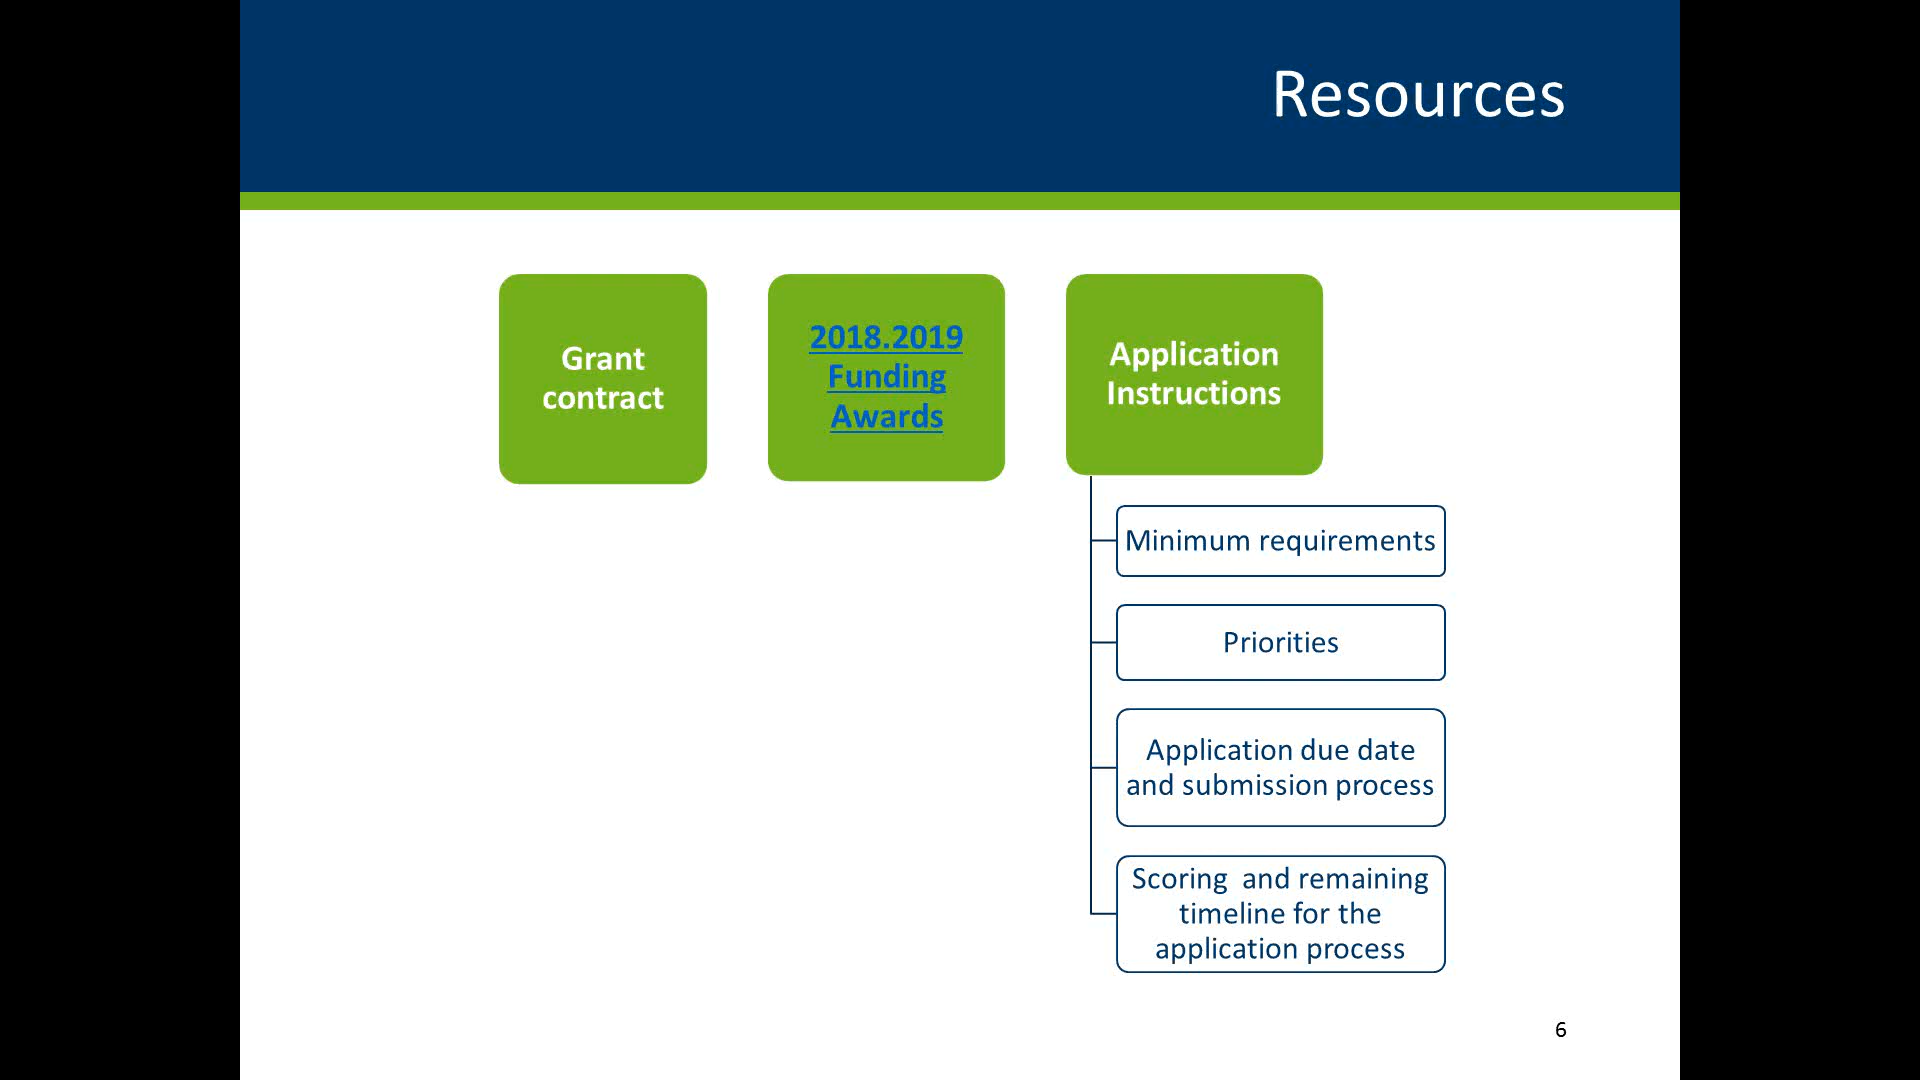 Resources
Grant
contract
2018.2019
Funding
Awards
Application
Instructions
Minimum requirements
Priorities
Application due date
and submission process
Scoring  and remaining
timeline for the
application process
6